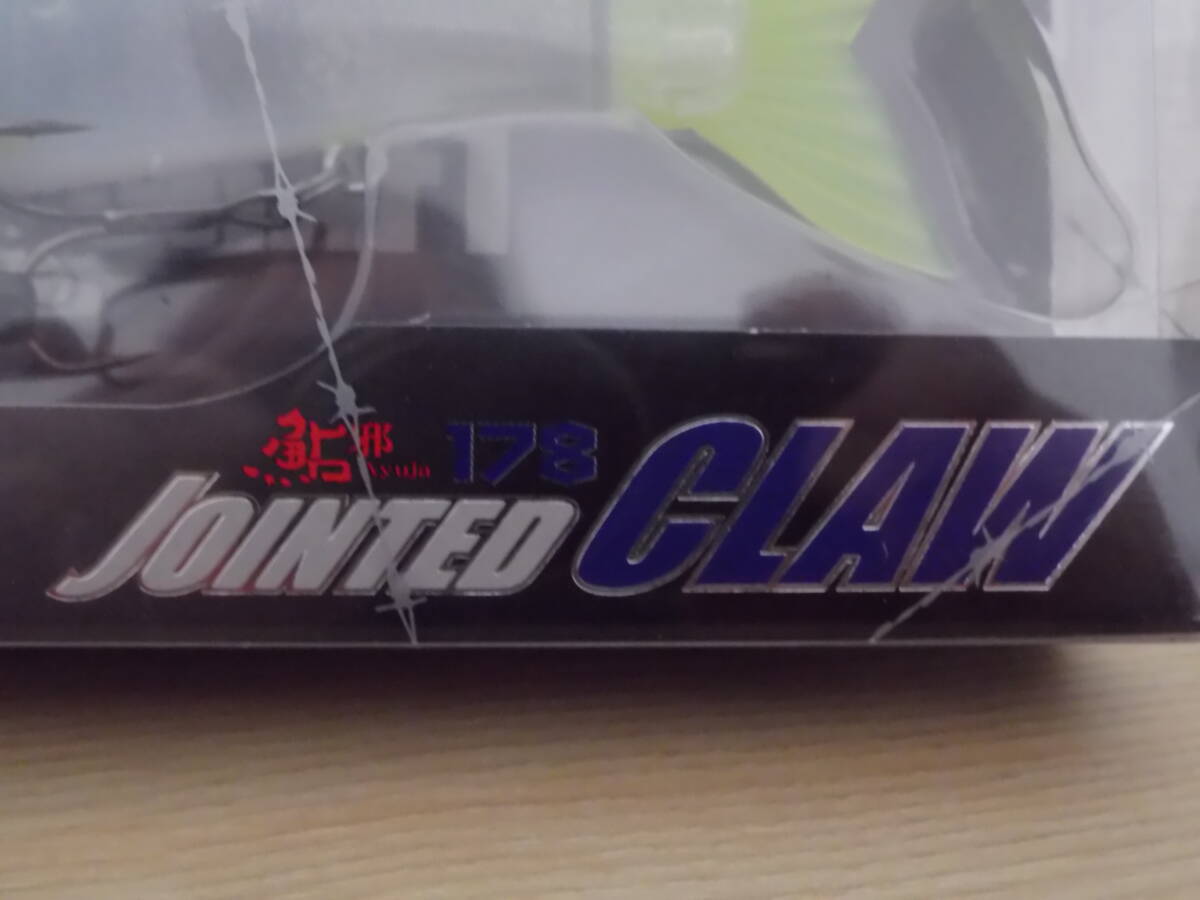 鮎邪 Ayuja 178
JOINTED CLAW